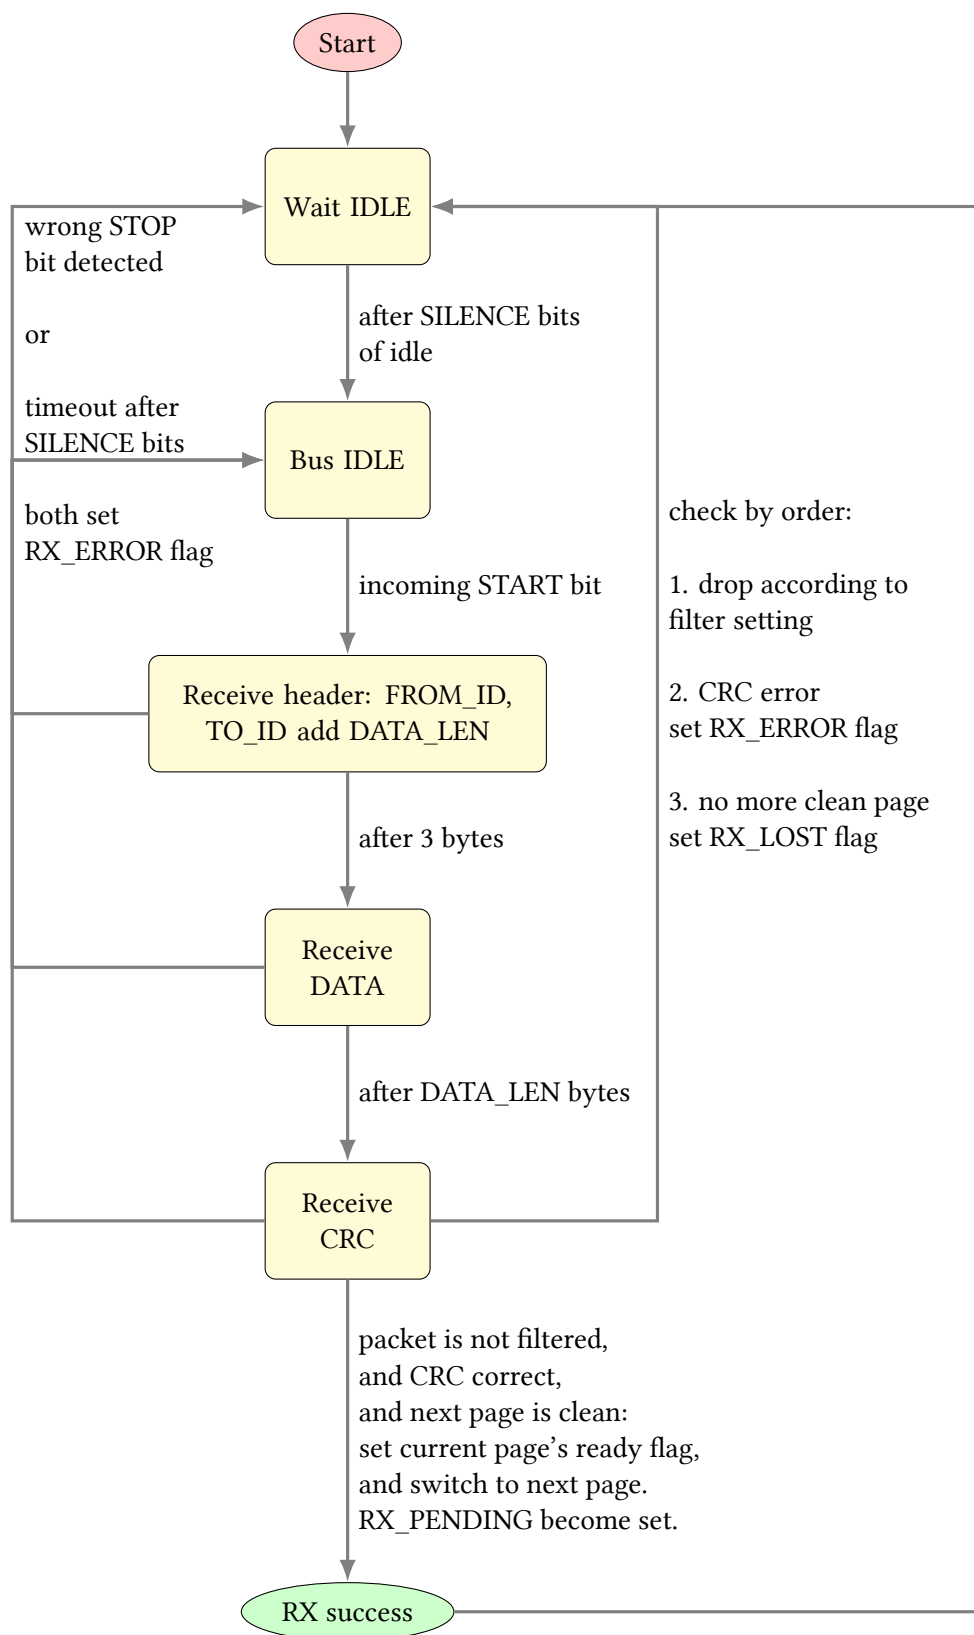 Start
Wait IDLE
wrong STOP
bit detected
or
timeout after
SILENCE bits
both set
RX_ERROR flag
after SILENCE bits
of idle
Bus IDLE
incoming START bit
check by order:
1. drop according to
filter setting
2. CRC error
set RX_ERROR flag
3. no more clean page
set RX_LOST flag
Receive header: FROM_ID,
TO_ID add DATA_LEN
after 3 bytes
Receive
DATA
after DATA_LEN bytes
Receive
CRC
packet is not filtered,
and CRC correct,
and next page is clean:
set current page’s ready flag,
and switch to next page.
RX_PENDING become set.
RX success